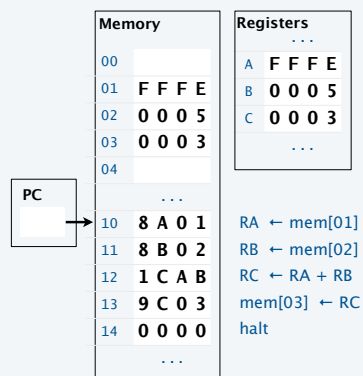 Memory
00
01 F F F E
02 0 0 0 5
03 0 0 0 3
04
. . .
10 8 A 0 1 RA ← mem[01]
11 8 B 0 2 RB ← mem[02]
12 1 C A B RC ← RA + RB
13 9 C 0 3 mem[03] ← RC
14 0 0 0 0 halt
. . .
Registers
. . .
A F F F E
B 0 0 0 5
C 0 0 0 3
. . .
PC